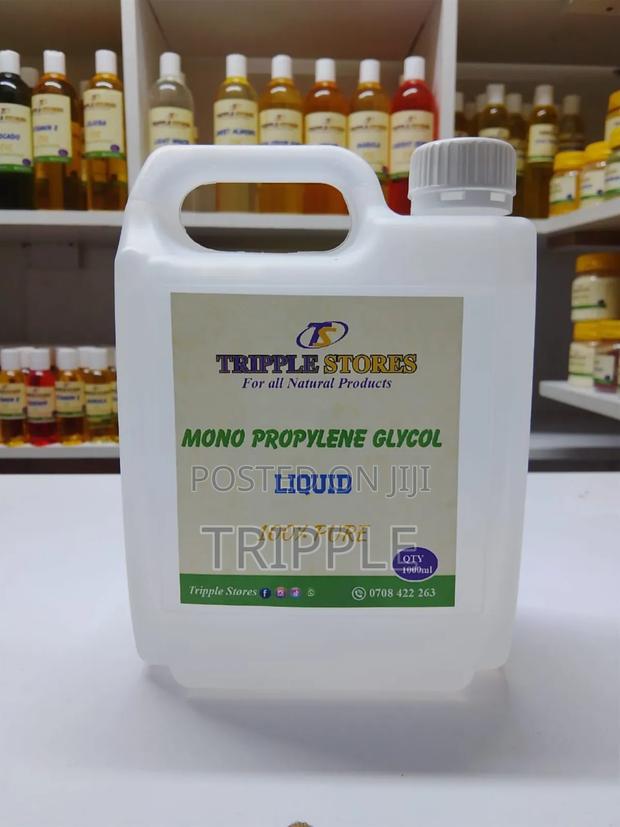 TS
TRIPPLE STORES
For all Natural Products
MONO PROPYLENE GLYCOL
POSTED ON JIJI
LIQUID
100% PURE
TRIPPLE
QTY
1000ml
Tripple Stores
0708 422 263